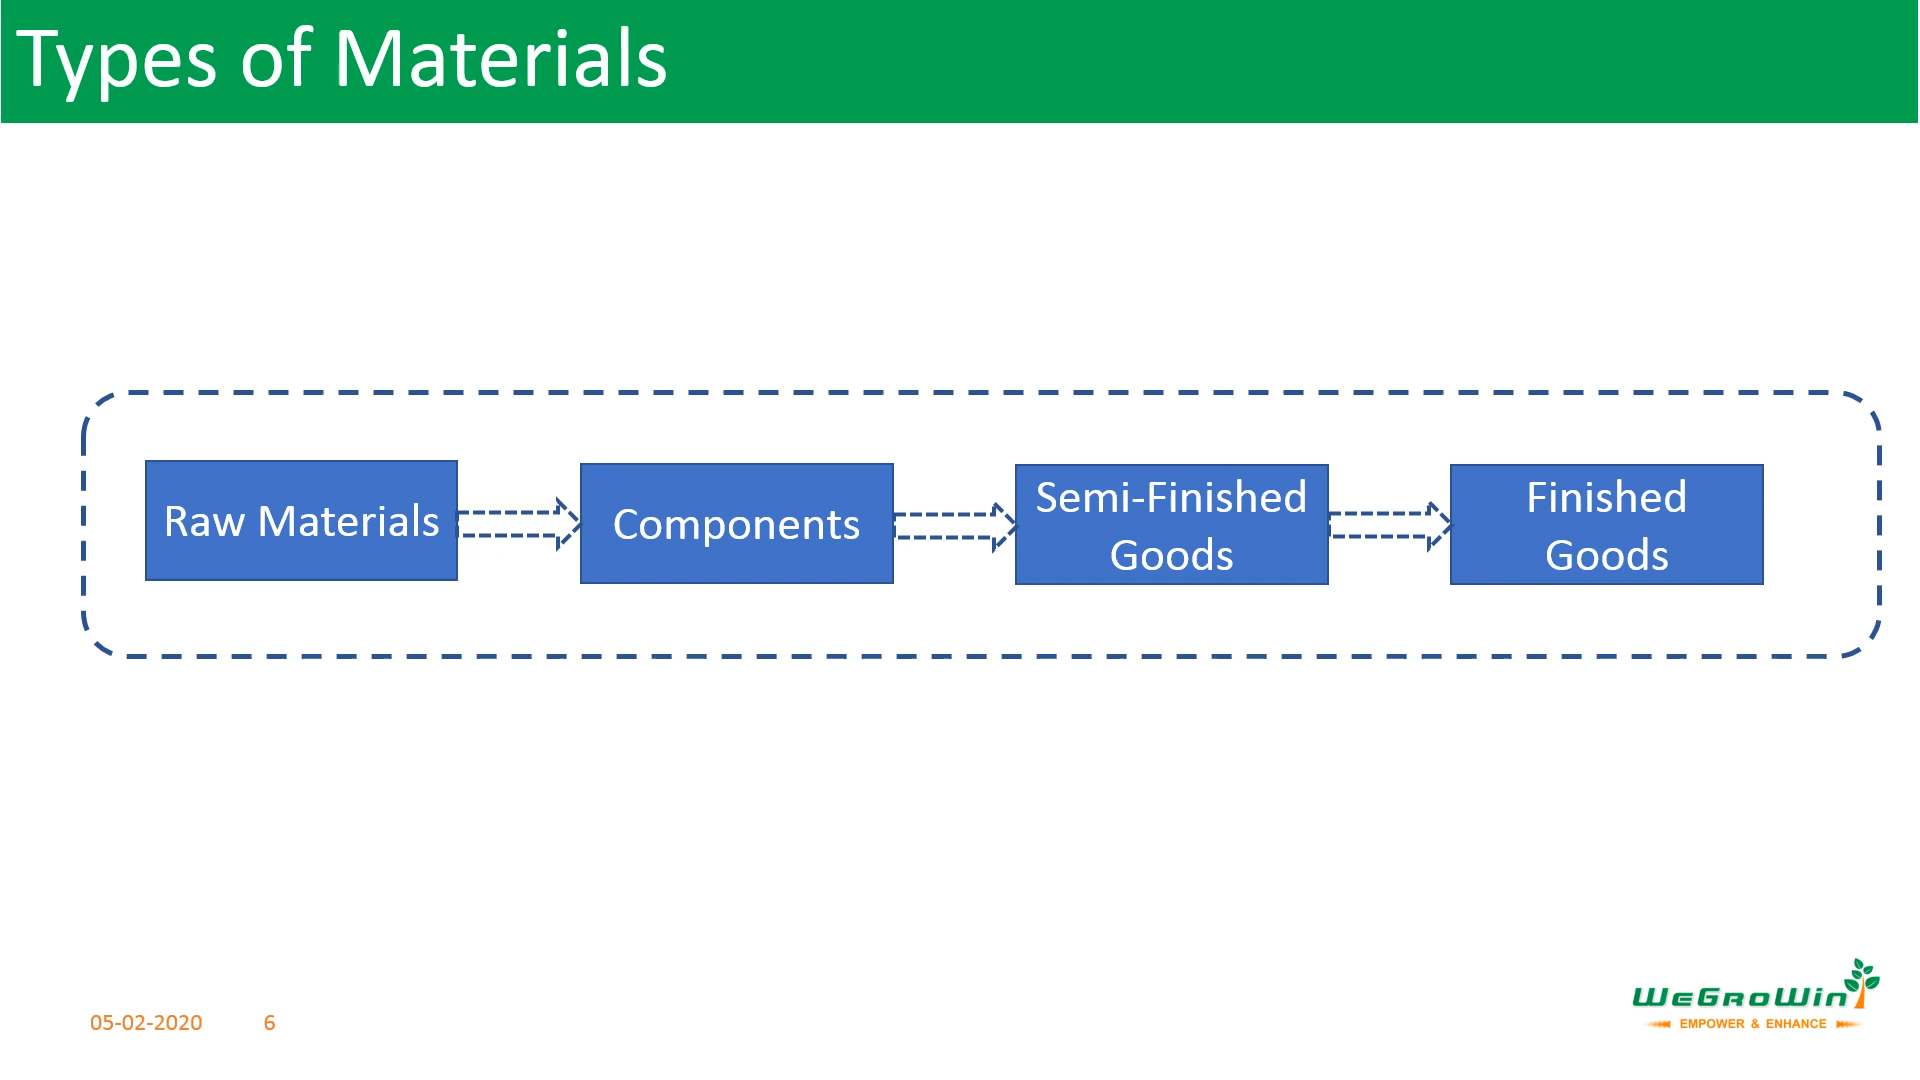 Types of Materials
Raw Materials
Components
Semi-Finished
Goods
Finished
Goods
05-02-2020 6
WeGroWin
EMPOWER & ENHANCE